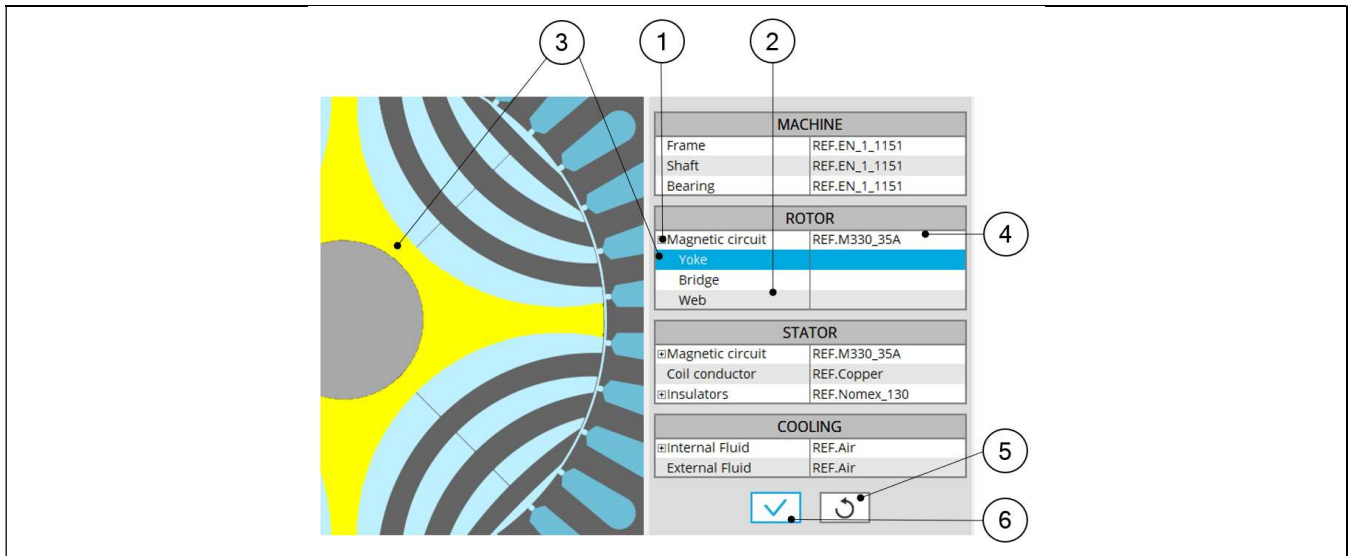 3 1 2
MACHINE
Frame REF.EN_1_1151
Shaft REF.EN_1_1151
Bearing REF.EN_1_1151
ROTOR
Magnetic circuit REF.M330_35A 4
Yoke
Bridge
Web
STATOR
Magnetic circuit REF.M330_35A
Coil conductor REF.Copper
Insulators REF.Nomex_130
COOLING
Internal Fluid REF.Air 5
External Fluid REF.Air
6